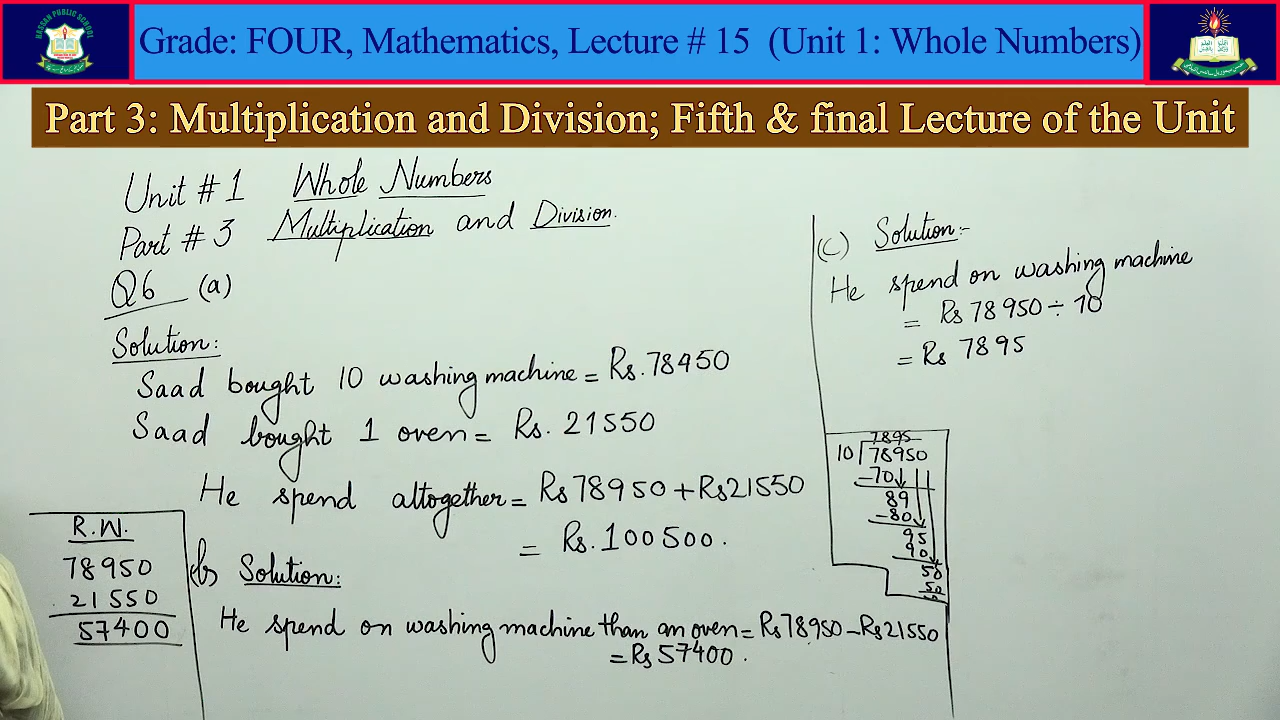 HASSAN PUBLIC SCHOOL
Grade: FOUR, Mathematics, Lecture # 15 (Unit 1: Whole Numbers)
Part 3: Multiplication and Division; Fifth & final Lecture of the Unit
Unit # 1 Whole Numbers
Part # 3 Multiplication and Division.
Q6 (a)
Solution:
Saad bought 10 washing machine = Rs.78950
Saad bought 1 oven = Rs. 21550
He spend altogether = Rs 78950 + Rs 21550
= Rs. 100500.
R.W.
78950
21550
57400
(b) Solution:
He spend on washing machine than an oven = Rs 78950 - Rs 21550
= Rs 57400.
(c) Solution:-
He spend on washing machine
= Rs 78950 ÷ 10
= Rs 7895
7895
10 78950
-70
89
-80
95
90
50
50